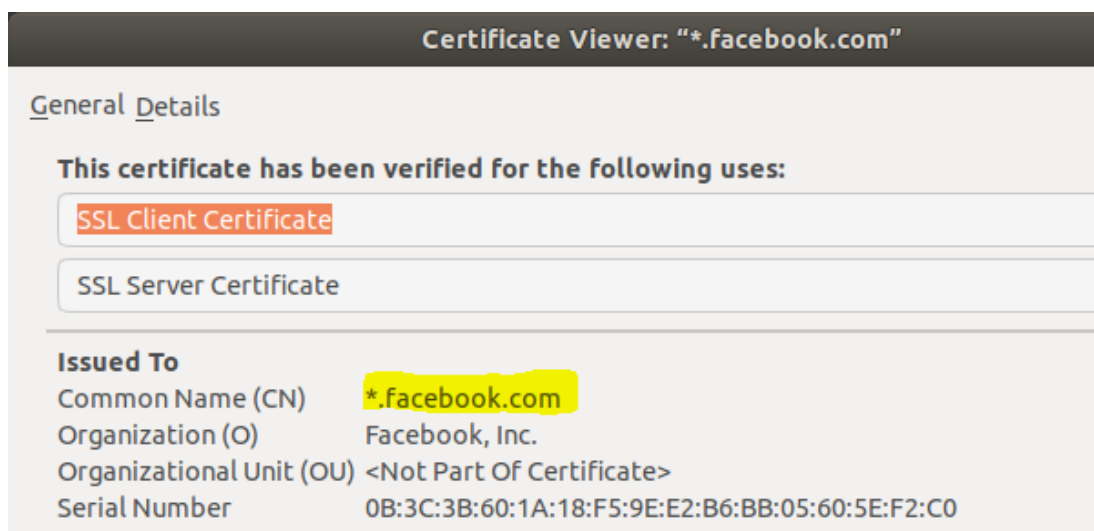 Certificate Viewer: “*.facebook.com”
General Details
This certificate has been verified for the following uses:
SSL Client Certificate
SSL Server Certificate
Issued To
Common Name (CN) *.facebook.com
Organization (O) Facebook, Inc.
Organizational Unit (OU) <Not Part Of Certificate>
Serial Number 0B:3C:3B:60:1A:18:F5:9E:E2:B6:BB:05:60:5E:F2:C0